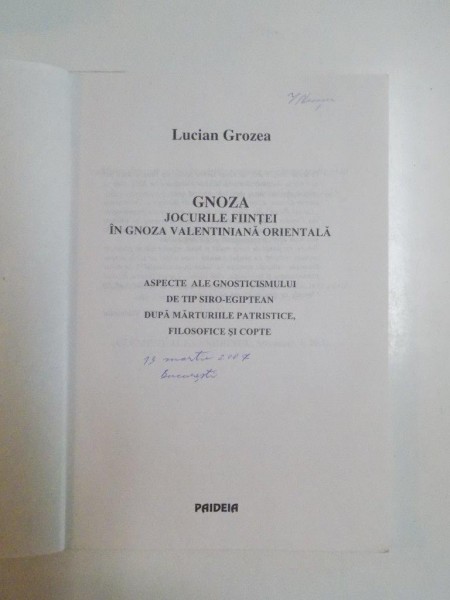 Lucian Grozea
GNOZA
JOCURILE FIINȚEI
ÎN GNOZA VALENTINIANĂ ORIENTALĂ
ASPECTE ALE GNOSTICISMULUI
DE TIP SIRO-EGIPTEAN
DUPĂ MĂRTURIILE PATRISTICE,
FILOSOFICE ȘI COPTE
martie 2007
București
PAIDEIA